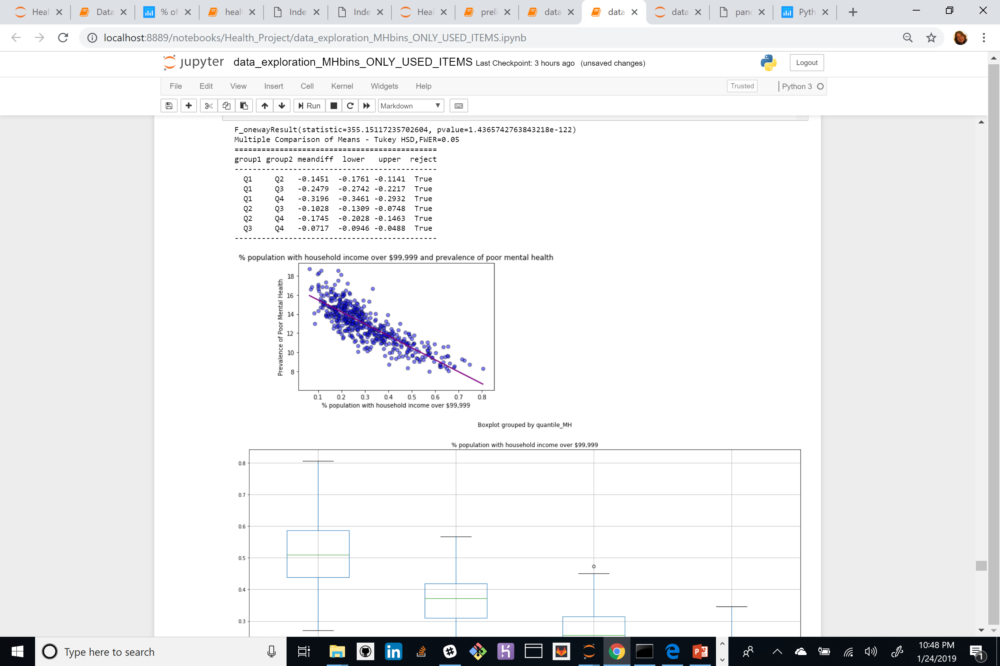 Heal
Data
% of
healt
Inde
Inde
Heal
preli
data
data
data
pand
Pyth
localhost:8889/notebooks/Health_Project/data_exploration_MHbins_ONLY_USED_ITEMS.ipynb
jupyter data_exploration_MHbins_ONLY_USED_ITEMS Last Checkpoint: 3 hours ago (unsaved changes)
Logout
File Edit View Insert Cell Kernel Widgets Help
Trusted
Python 3
Run
Markdown
F_onewayResult(statistic=355.15117235702604, pvalue=1.4365742763843218e-122)
Multiple Comparison of Means - Tukey HSD,FWER=0.05
=============================================
group1 group2 meandiff lower upper reject
---------------------------------------------
Q1 Q2 -0.1451 -0.1761 -0.1141 True
Q1 Q3 -0.2479 -0.2742 -0.2217 True
Q1 Q4 -0.3196 -0.3461 -0.2932 True
Q2 Q3 -0.1028 -0.1309 -0.0748 True
Q2 Q4 -0.1745 -0.2028 -0.1463 True
Q3 Q4 -0.0717 -0.0946 -0.0488 True
---------------------------------------------
% population with household income over $99,999 and prevalence of poor mental health
Prevalence of Poor Mental Health
18
16
14
12
10
8
0.1 0.2 0.3 0.4 0.5 0.6 0.7 0.8
% population with household income over $99,999
Boxplot grouped by quantile_MH
% population with household income over $99,999
0.8
0.7
0.6
0.5
0.4
0.3
Type here to search
10:48 PM
1/24/2019
1